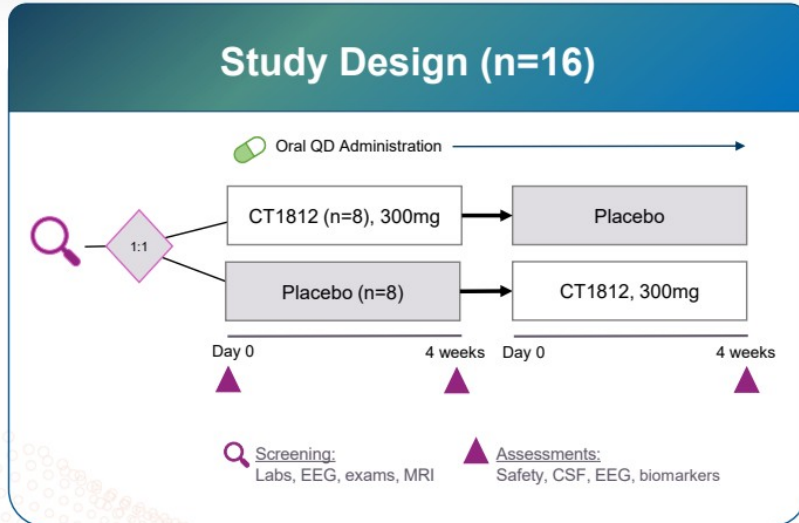 Study Design (n=16)
Oral QD Administration
1:1
CT1812 (n=8), 300mg
Placebo
Placebo (n=8)
CT1812, 300mg
Day 0
4 weeks
Day 0
4 weeks
Screening:
Labs, EEG, exams, MRI
Assessments:
Safety, CSF, EEG, biomarkers